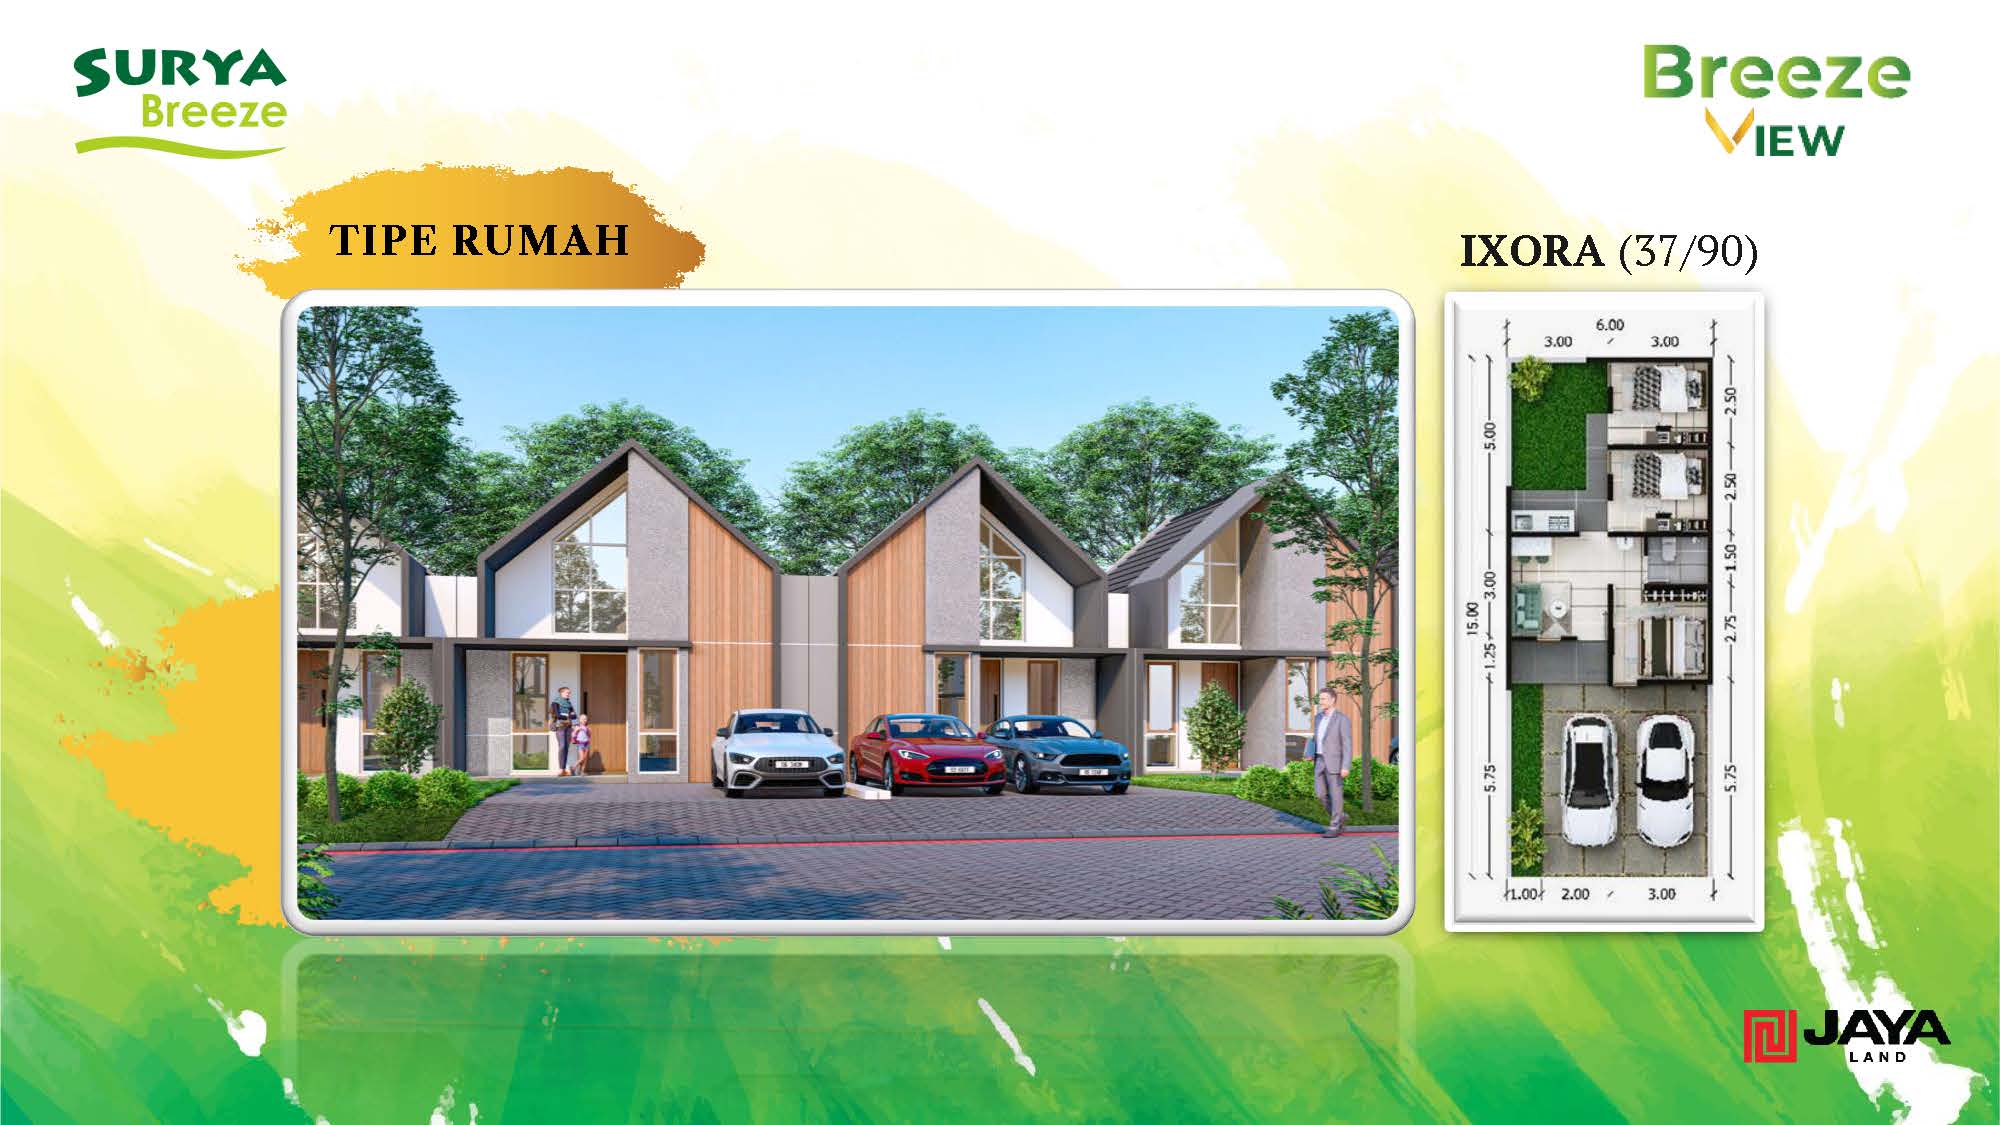 SURYA
Breeze
Breeze
VIEW
TIPE RUMAH
IXORA (37/90)
6.00
3.00
3.00
2.50
5.00
2.50
1.50
3.00
15.00
2.75
1.25
5.75
5.75
1.00
2.00
3.00
JAYA
LAND